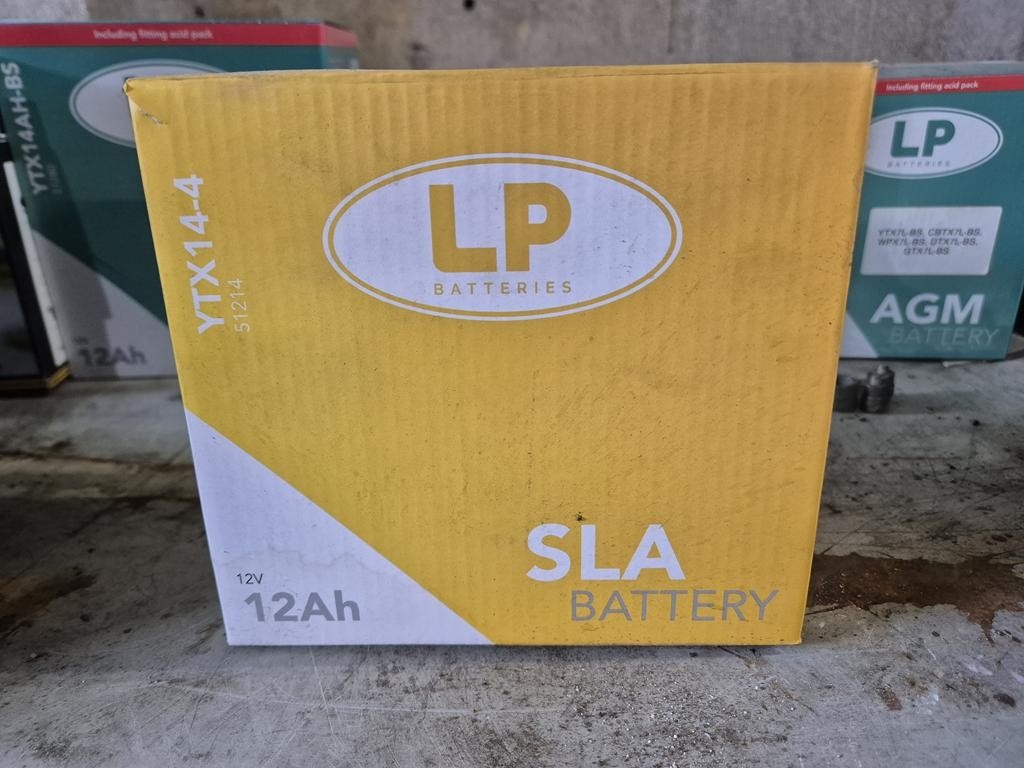 Including fitting acid pack
YTX14AH-BS
12Ah
YTX14-4
51214
LP
BATTERIES
12V
12Ah
SLA
BATTERY
Including fitting acid pack
LP
BATTERIES
YTX7L-BS, CBTX7L-BS,
WPX7L-BS, DTX7L-BS,
GTX7L-BS
AGM
BATTERY